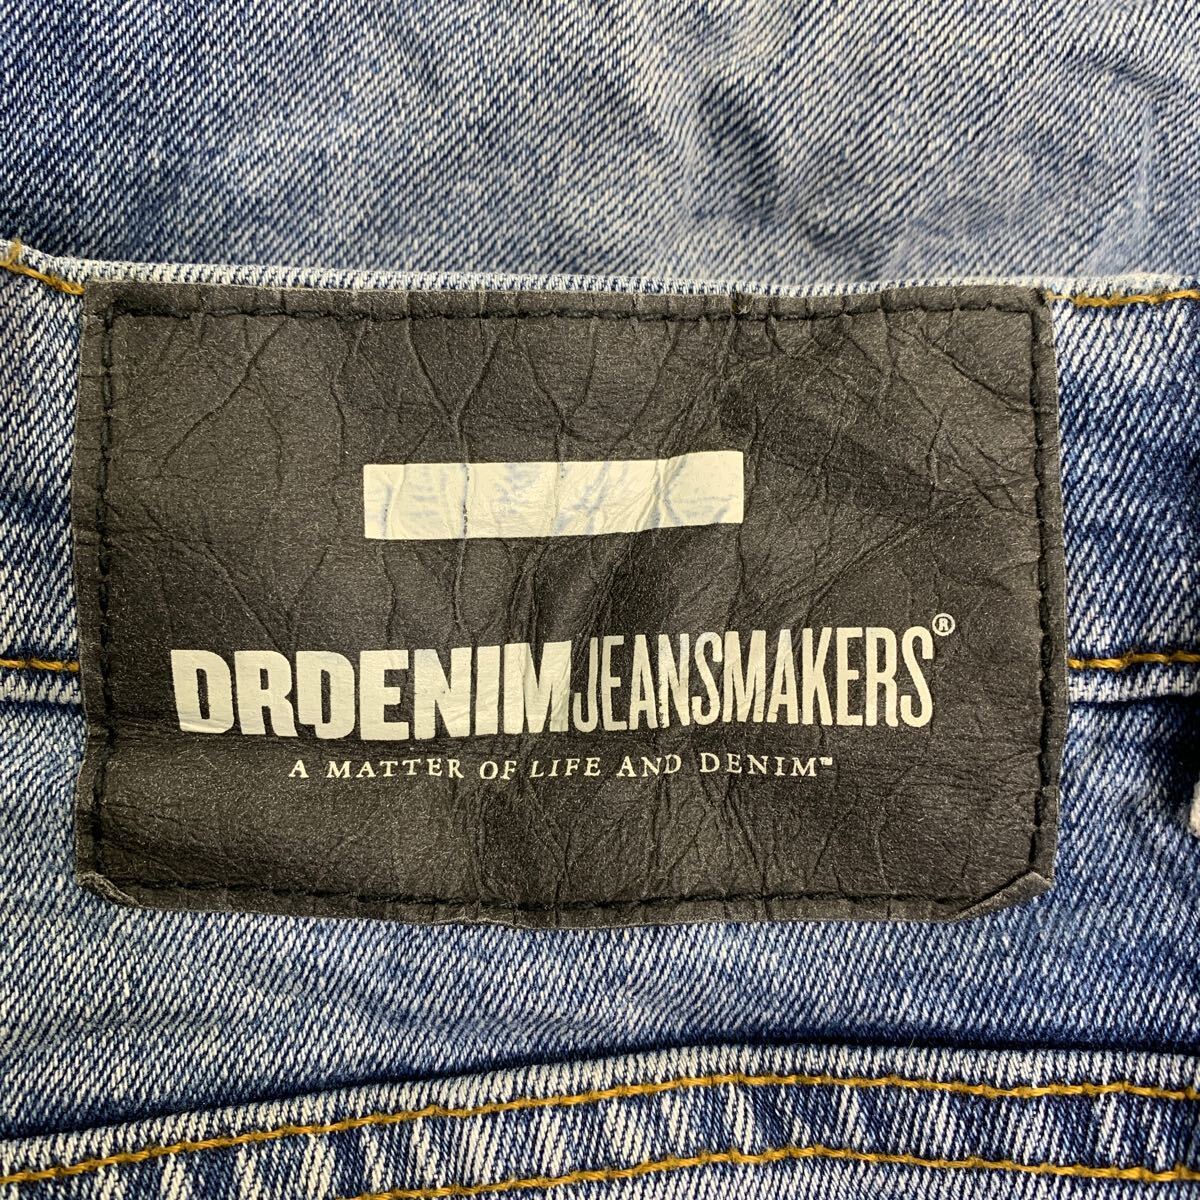 DRDENIMJEANSMAKERS®
A MATTER OF LIFE AND DENIM™